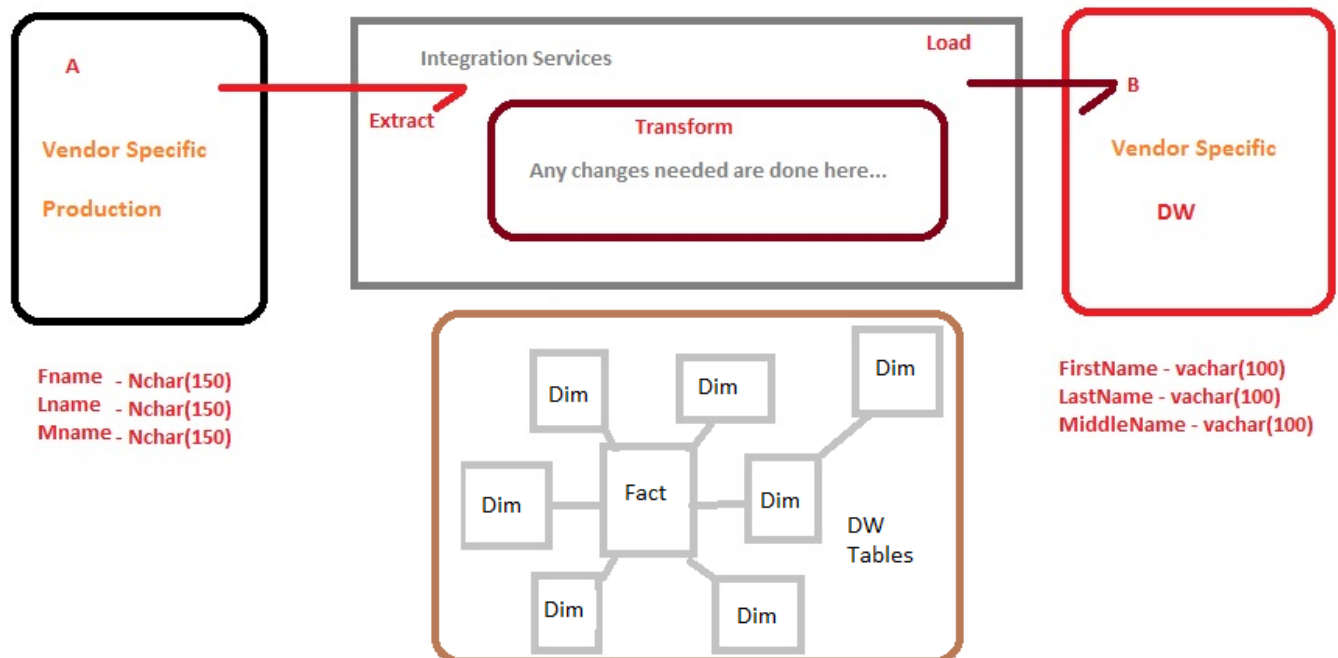 A
Vendor Specific
Production
Extract
Integration Services
Load
Transform
Any changes needed are done here...
B
Vendor Specific
DW
Fname - Nchar(150)
Lname - Nchar(150)
Mname - Nchar(150)
Dim
Dim
Dim
Dim
Fact
Dim
Dim
Dim
DW
Tables
FirstName - vachar(100)
LastName - vachar(100)
MiddleName - vachar(100)